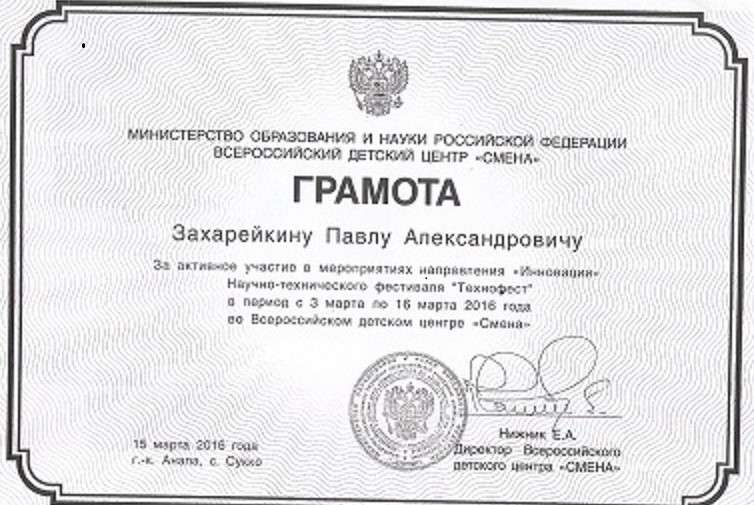 МИНИСТЕРСТВО ОБРАЗОВАНИЯ И НАУКИ РОССИЙСКОЙ ФЕДЕРАЦИИ
ВСЕРОССИЙСКИЙ ДЕТСКИЙ ЦЕНТР «СМЕНА»
ГРАМОТА
Захарейкину Павлу Александровичу
За активное участие в мероприятиях направления «Инновации»
Научно-технического фестиваля "Технофест"
в период с 3 марта по 16 марта 2016 года
во Всероссийском детском центре «Смена»
15 марта 2016 года
г.-к. Анапа, с. Сукко
Нижник Е.А.
Директор Всероссийского
детского центра «СМЕНА»